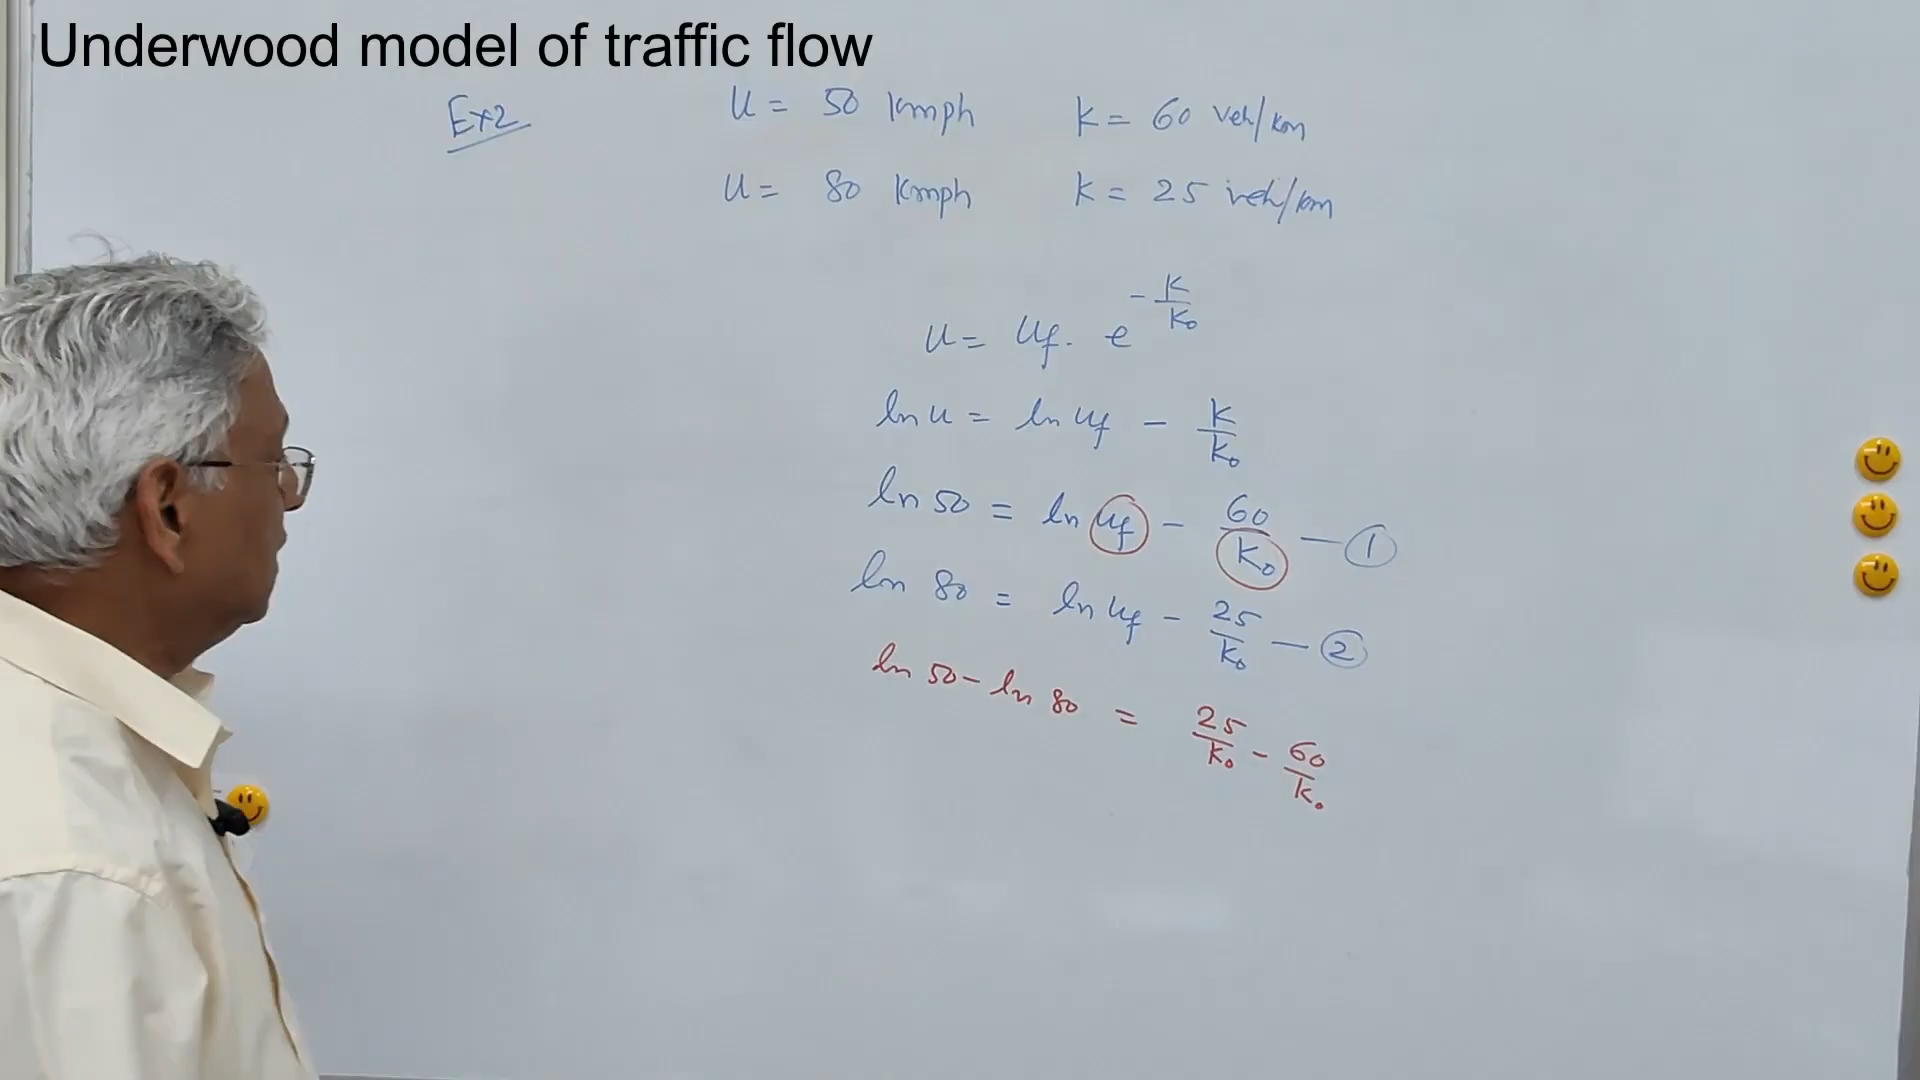 Underwood model of traffic flow
Ex2 u = 50 Kmph k = 60 veh/km
u = 80 Kmph k = 25 veh/km
u = uf. e^(-k/k₀)
ln u = ln uf - k/k₀
ln 50 = ln uf - 60/k₀ — ①
ln 80 = ln uf - 25/k₀ — ②
ln 50 - ln 80 = 25/k₀ - 60/k₀